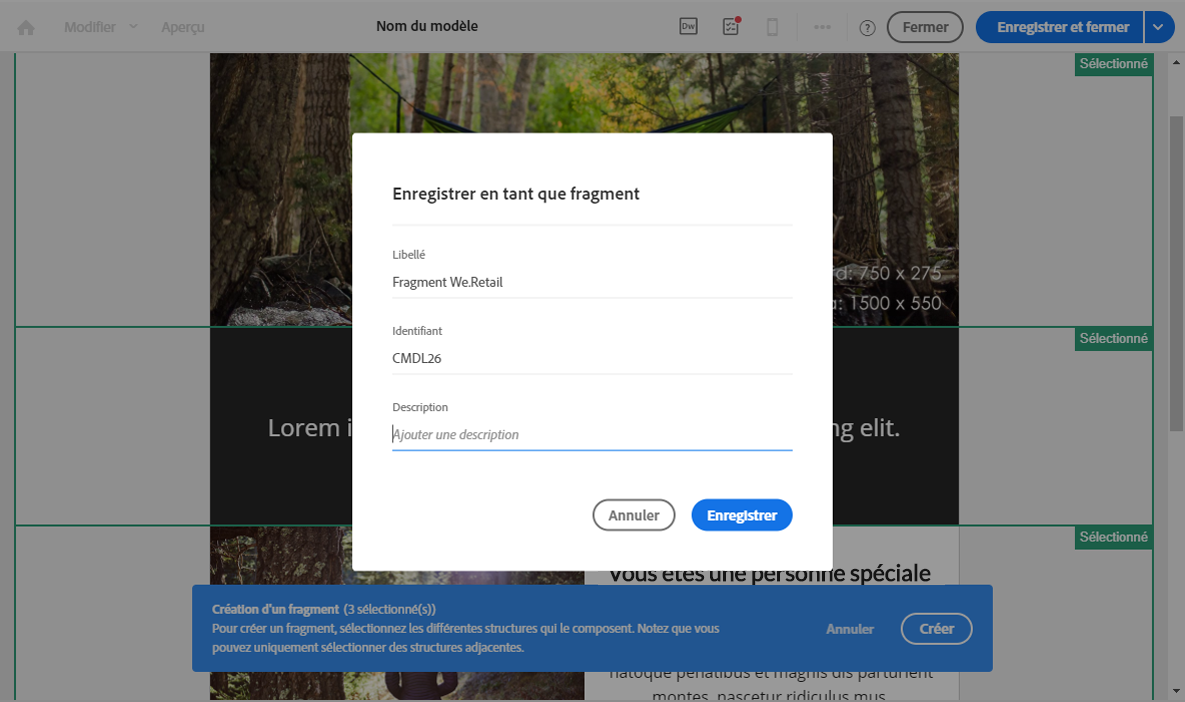 Modifier
Aperçu
Nom du modèle
Dw
?
Fermer
Enregistrer et fermer
Sélectionné
d: 750 x 275
: 1500 x 550
Enregistrer en tant que fragment
Libellé
Fragment We.Retail
Identifiant
CMDL26
Description
Ajouter une description
Annuler
Enregistrer
Sélectionné
Lorem
elit.
Sélectionné
Vous êtes une personne spéciale
Création d'un fragment (3 sélectionné(s))
Pour créer un fragment, sélectionnez les différentes structures qui le composent. Notez que vous
pouvez uniquement sélectionner des structures adjacentes.
Annuler
Créer
natoque penatibus et magnis dis parturient
montes, nascetur ridiculus mus